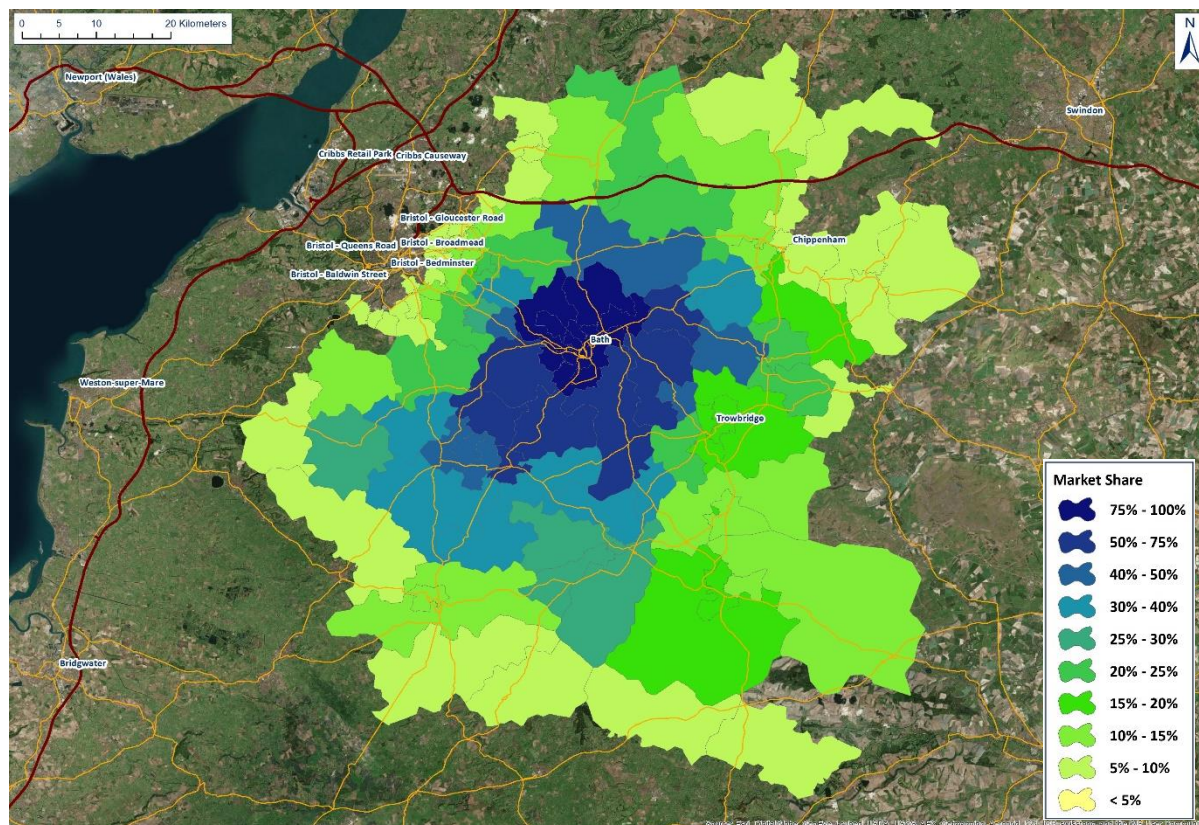 0 5 10 20 Kilometers
N
Newport (Wales)
Swindon
Cribbs Retail Park
Cribbs Causeway
Bristol - Gloucester Road
Bristol - Queens Road
Bristol - Broadmead
Chippenham
Bristol - Bedminster
Bristol - Baldwin Street
Bath
Weston-super-Mare
Trowbridge
Bridgwater
Market Share
75% - 100%
50% - 75%
40% - 50%
30% - 40%
25% - 30%
20% - 25%
15% - 20%
10% - 15%
5% - 10%
< 5%